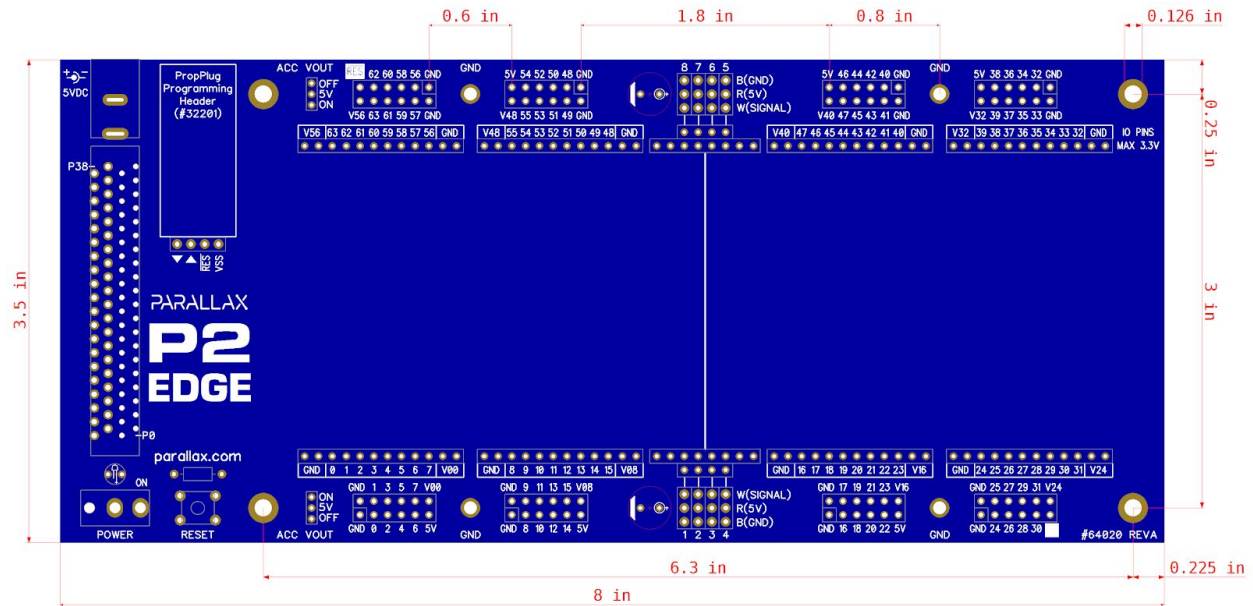 0.6 in
1.8 in
0.8 in
0.126 in
+ -
5VDC
PropPlug
Programming
Header
(#32201)
ACC VOUT
OFF
5V
ON
RES 62 60 58 56 GND
V56 63 61 59 57 GND
GND
5V 54 52 50 48 GND
V48 55 53 51 49 GND
8 7 6 5
B(GND)
R(5V)
W(SIGNAL)
5V 46 44 42 40 GND
V40 47 45 43 41 GND
GND
5V 38 36 34 32 GND
V32 39 37 35 33 GND
V56 63 62 61 60 59 58 57 56 GND
V48 55 54 53 52 51 50 49 48 GND
V40 47 46 45 44 43 42 41 40 GND
V32 39 38 37 36 35 34 33 32 GND
IO PINS
MAX 3.3V
0.25 in
P38
RES
VSS
3.5 in
3 in
PARALLAX
P2
EDGE
P0
parallax.com
GND 0 1 2 3 4 5 6 7 V00
GND 8 9 10 11 12 13 14 15 V08
GND 16 17 18 19 20 21 22 23 V16
GND 24 25 26 27 28 29 30 31 V24
ON
POWER
RESET
ON
5V
OFF
ACC VOUT
GND 1 3 5 7 V00
GND 0 2 4 6 5V
GND
GND 9 11 13 15 V08
GND 8 10 12 14 5V
W(SIGNAL)
R(5V)
B(GND)
1 2 3 4
GND 17 19 21 23 V16
GND 16 18 20 22 5V
GND
GND 25 27 29 31 V24
GND 24 26 28 30
#64020 REVA
6.3 in
0.225 in
8 in